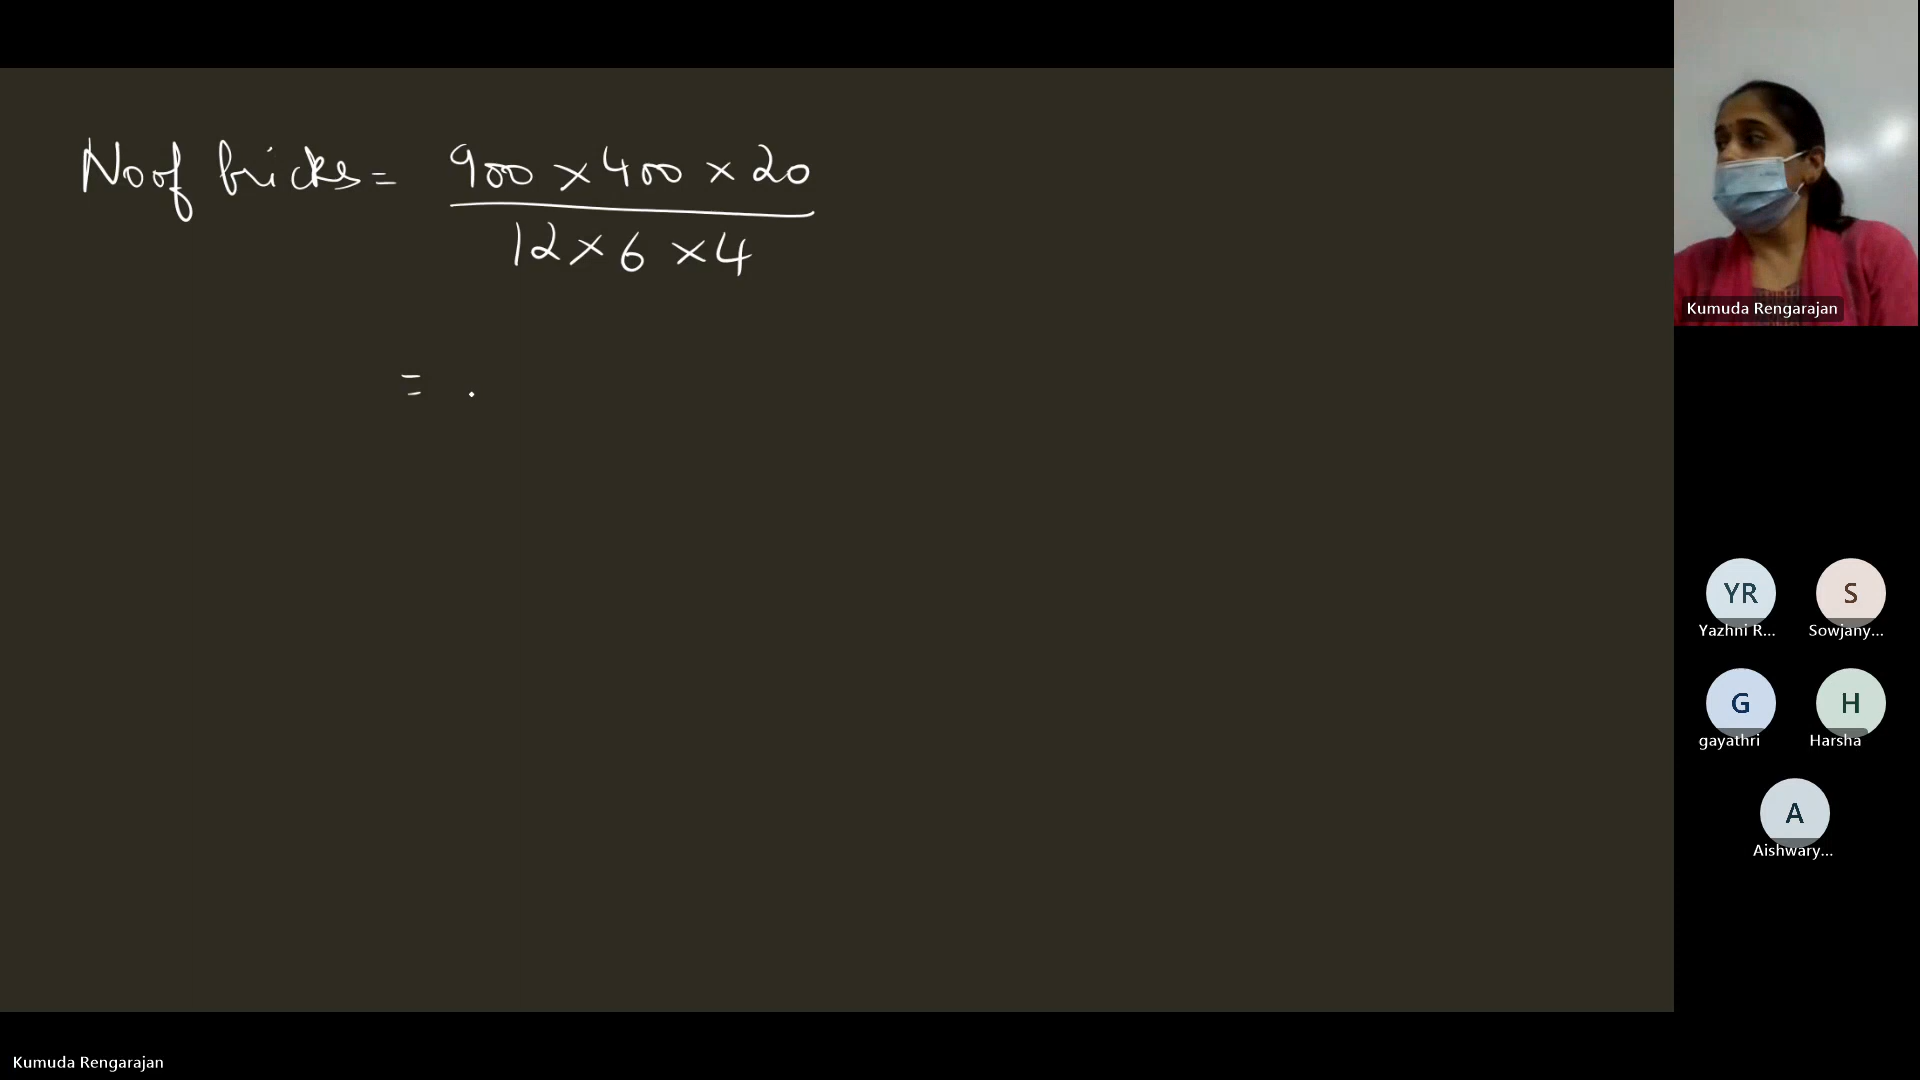 No of bricks = 900 × 400 × 20
12 × 6 × 4
= .
Kumuda Rengarajan
YR
S
Yazhni R...
Sowjany...
G
H
gayathri
Harsha
A
Aishwary...
Kumuda Rengarajan